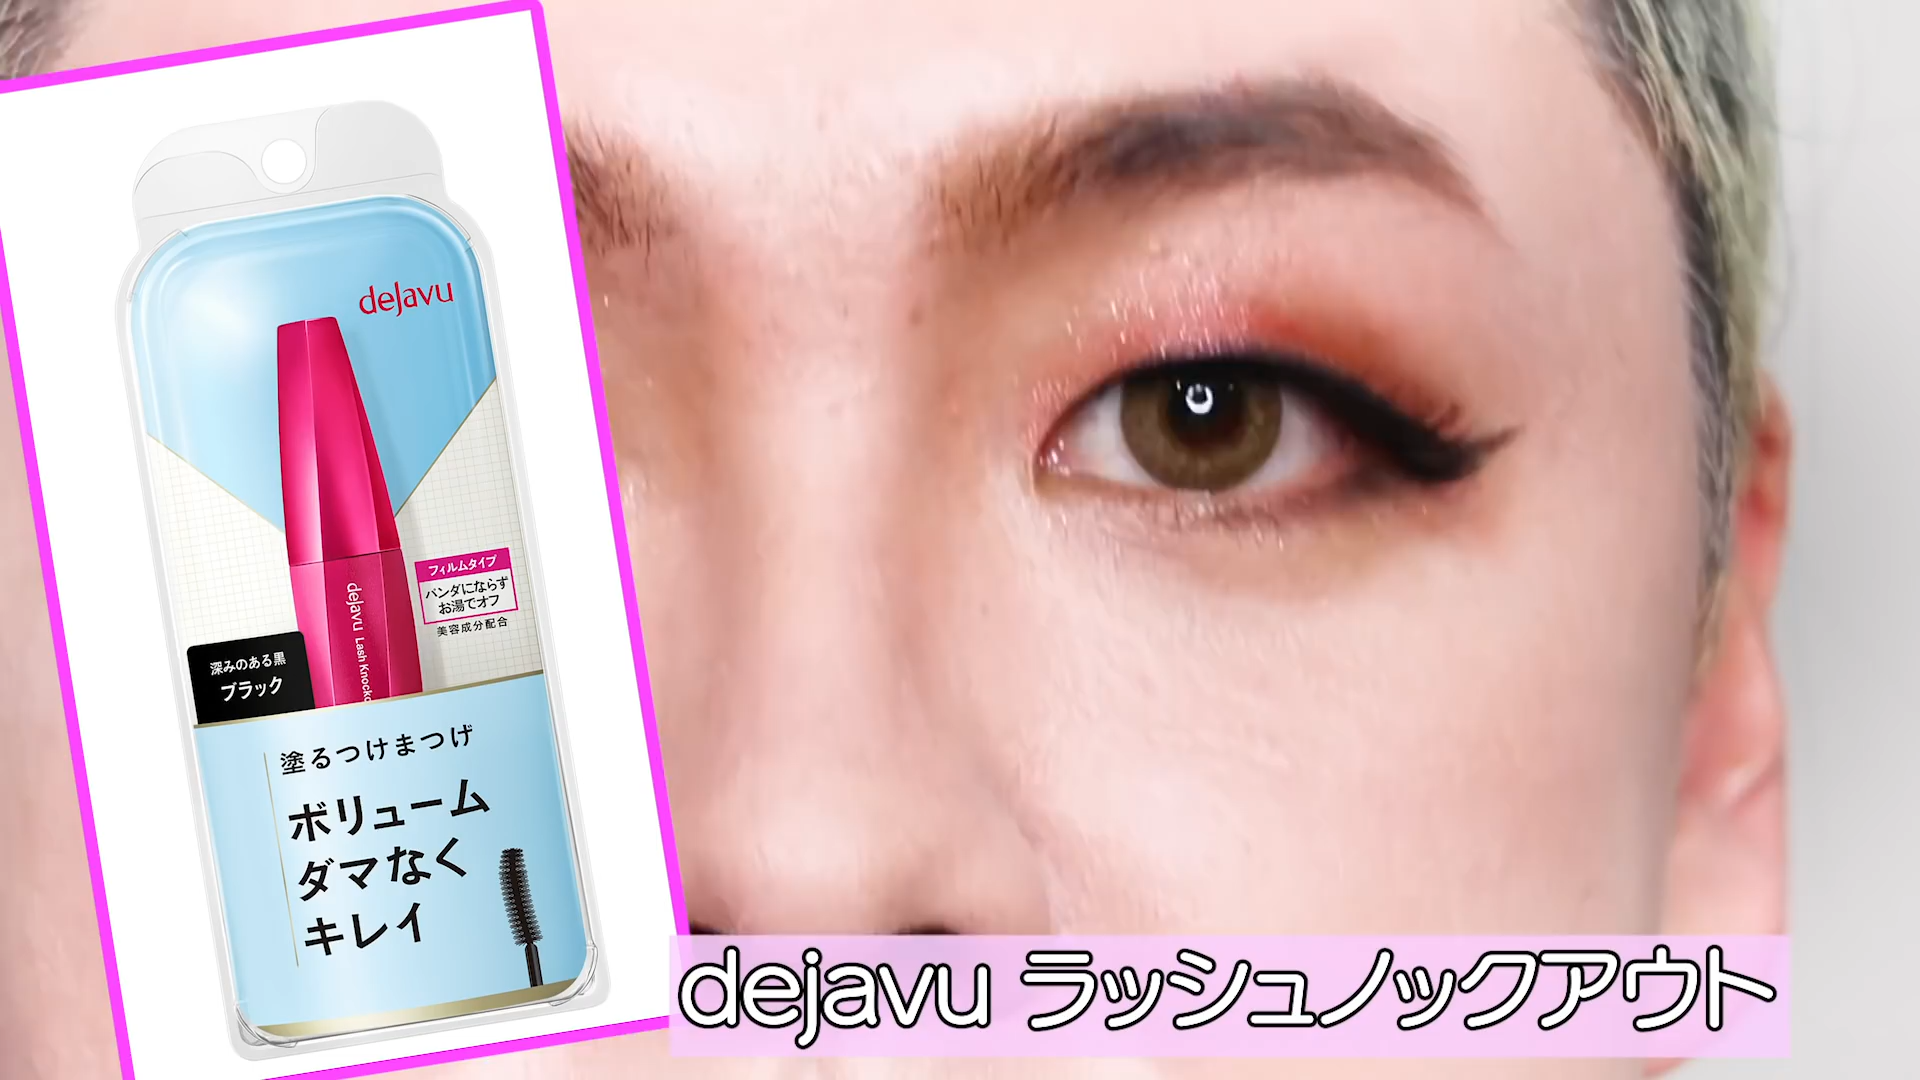 dejavu
フィルムタイプ
パンダにならず
お湯でオフ
美容成分配合
dejavu Lash Knocko
深みのある黒
ブラック
塗るつけまつげ
ボリューム
ダマなく
キレイ
dejavu ラッシュノックアウト